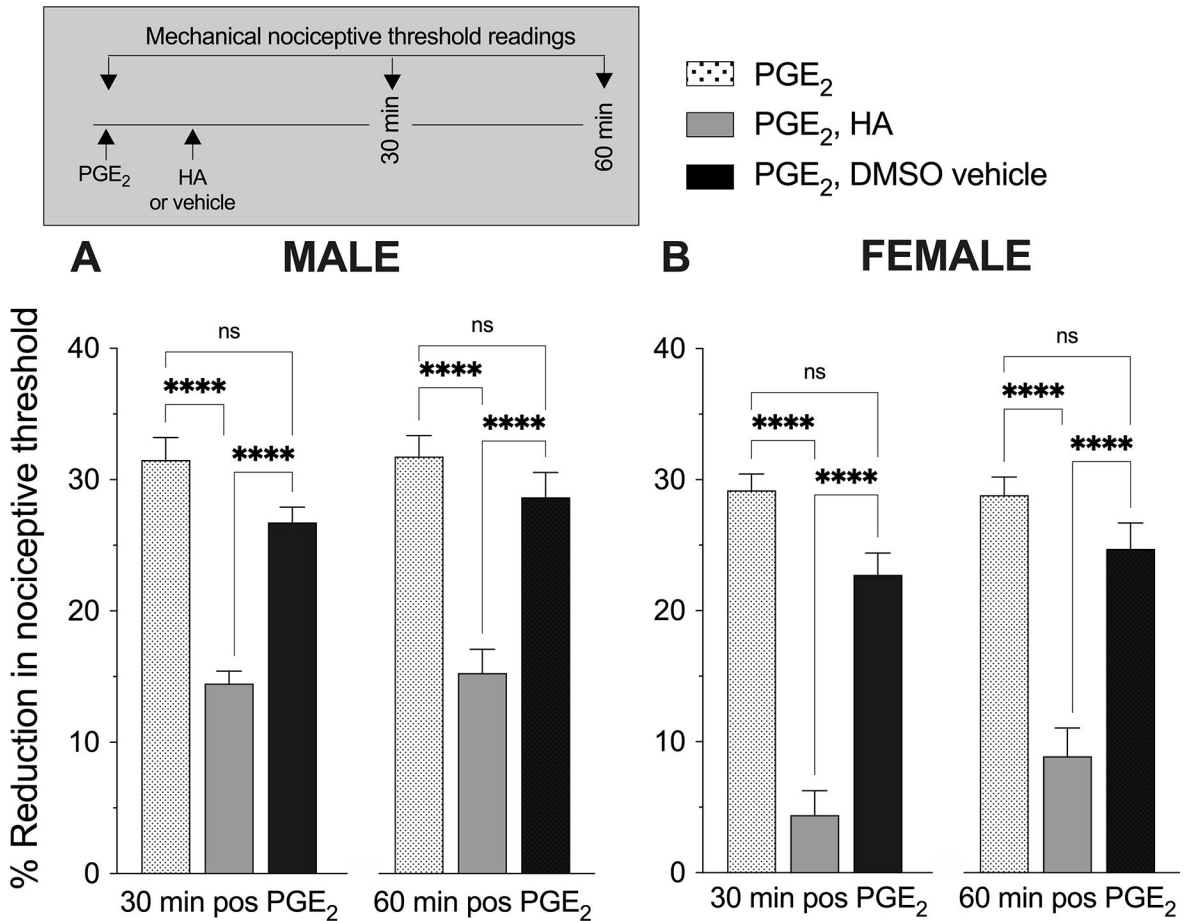 Mechanical nociceptive threshold readings
30 min
60 min
PGE₂
HA
or vehicle
PGE₂
PGE₂, HA
PGE₂, DMSO vehicle
A MALE
B FEMALE
% Reduction in nociceptive threshold
40
30
20
10
0
ns
****
****
ns
****
****
30 min pos PGE₂
60 min pos PGE₂
40
30
20
10
0
ns
****
****
ns
****
****
30 min pos PGE₂
60 min pos PGE₂